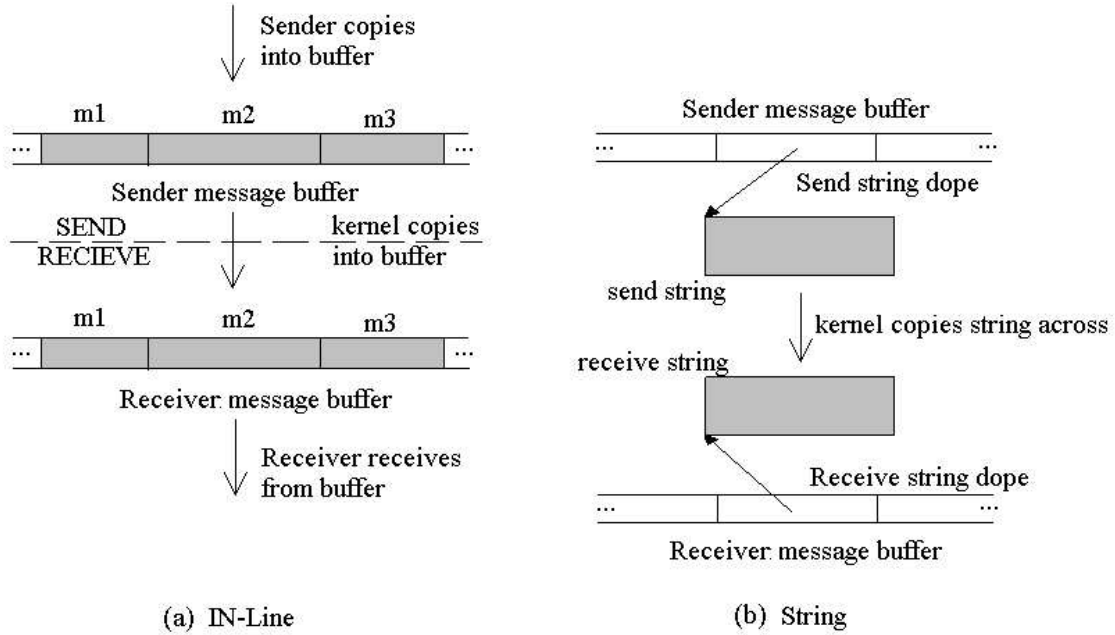 Sender copies
into buffer
m1 m2 m3
... ...
Sender message buffer
SEND kernel copies
RECIEVE into buffer
m1 m2 m3
... ...
Receiver message buffer
Receiver receives
from buffer
(a) IN-Line
Sender message buffer
... ...
Send string dope
send string
kernel copies string across
receive string
Receive string dope
... ...
Receiver message buffer
(b) String